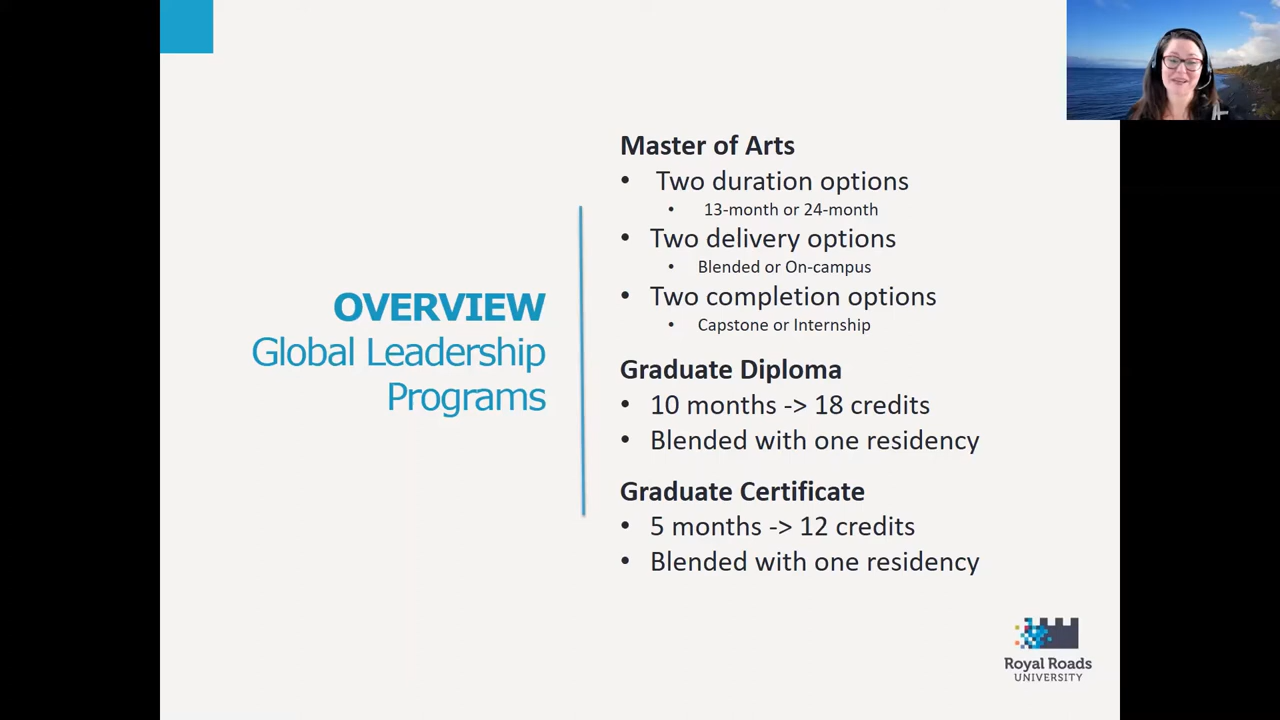 OVERVIEW
Global Leadership
Programs
Master of Arts
• Two duration options
• 13-month or 24-month
• Two delivery options
• Blended or On-campus
• Two completion options
• Capstone or Internship
Graduate Diploma
• 10 months -> 18 credits
• Blended with one residency
Graduate Certificate
• 5 months -> 12 credits
• Blended with one residency
Royal Roads
UNIVERSITY